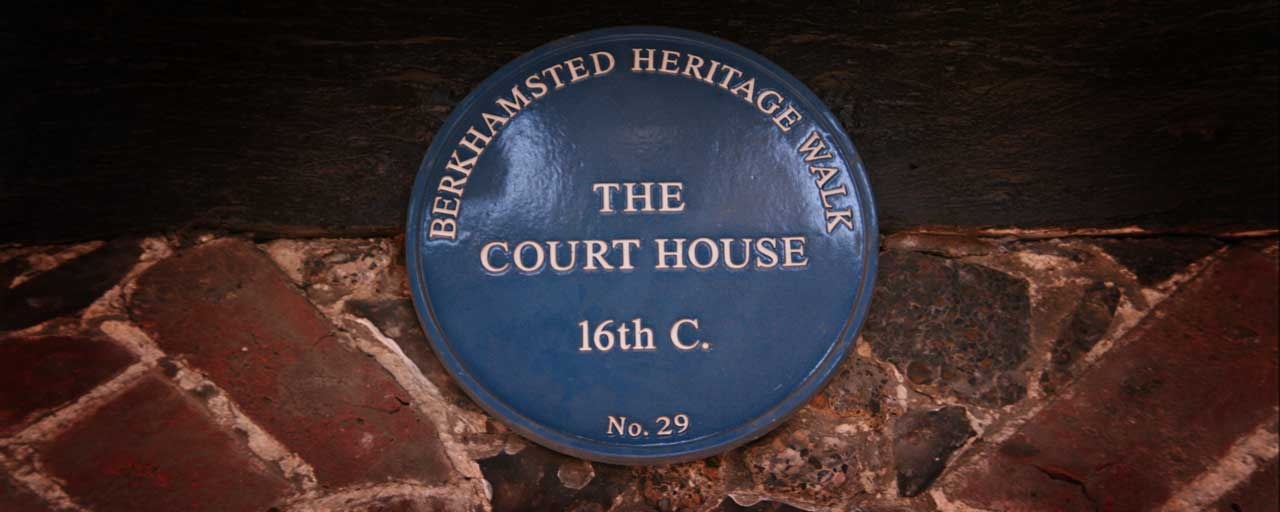 BERKHAMSTED HERITAGE WALK
THE
COURT HOUSE
16th C.
No. 29